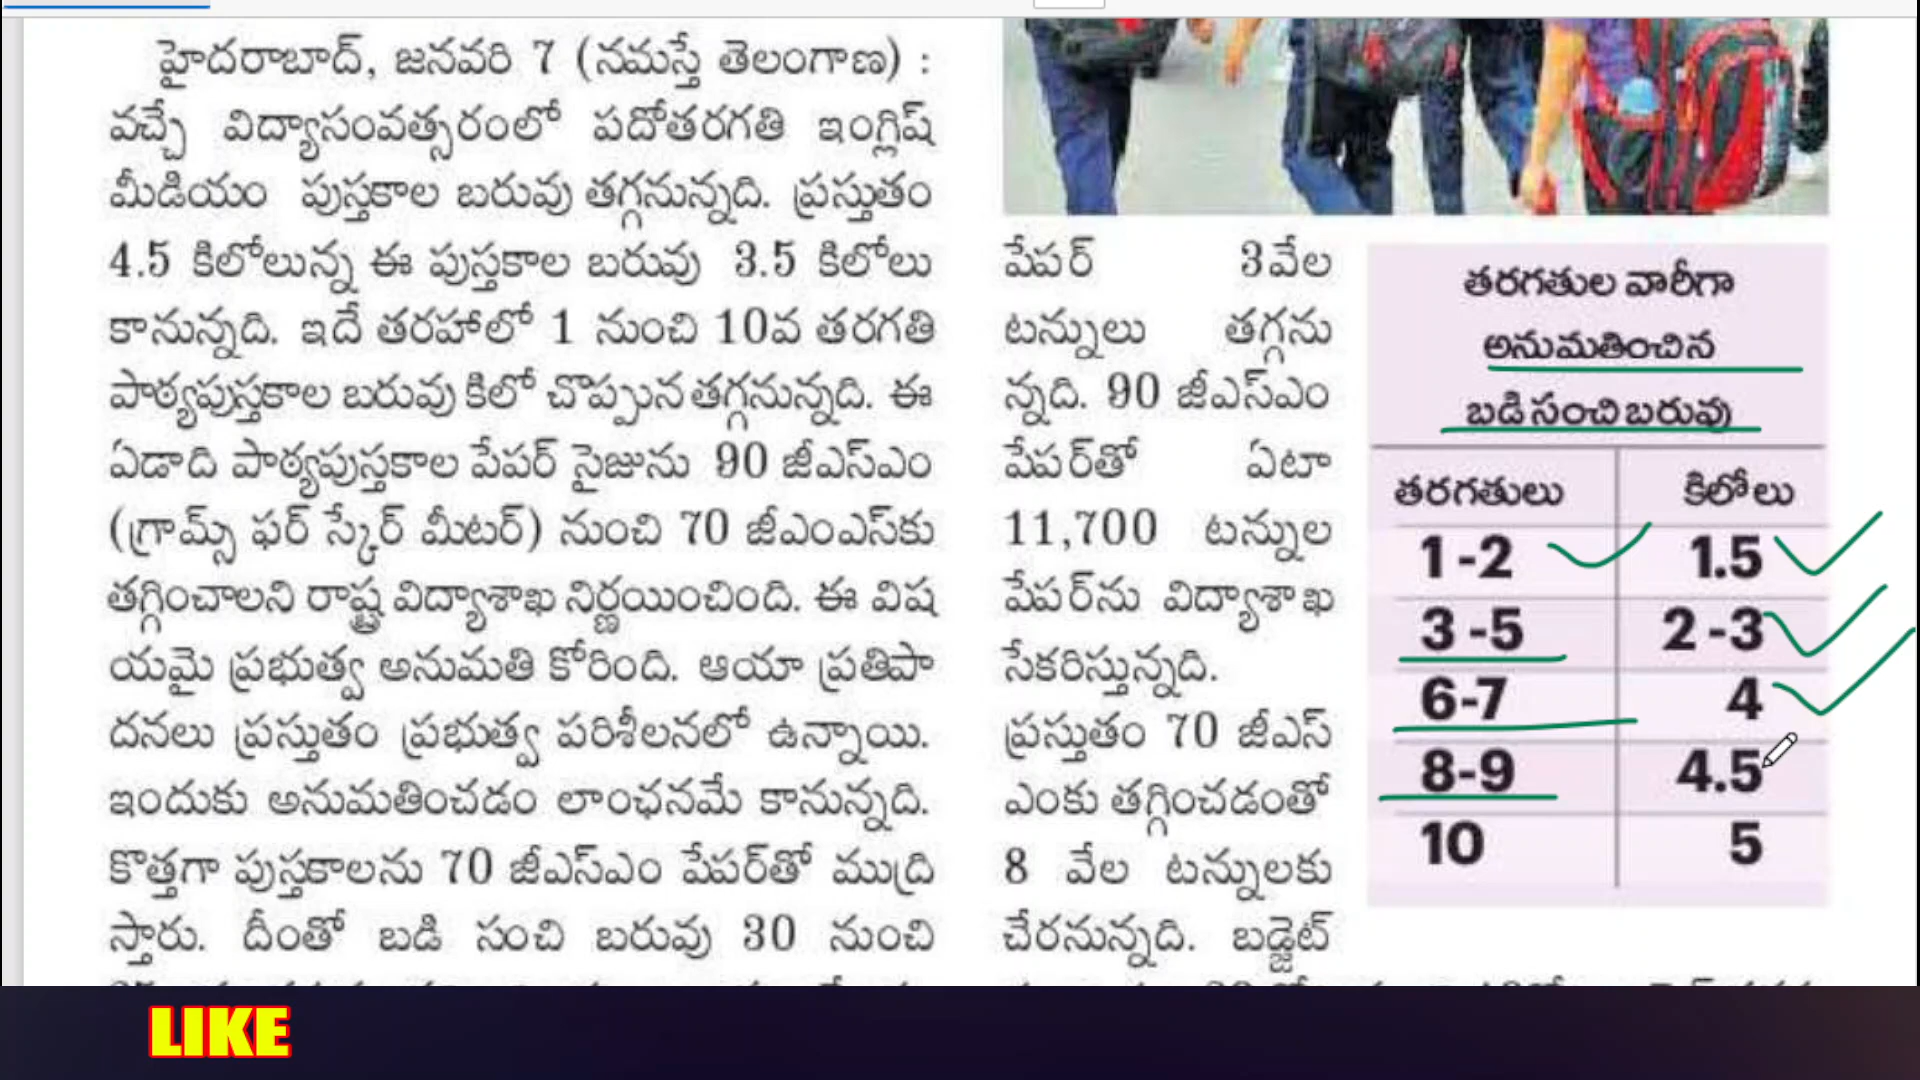 హైదరాబాద్, జనవరి 7 (నమస్తే తెలంగాణ) :
వచ్చే విద్యాసంవత్సరంలో పదోతరగతి ఇంగ్లిష్
మీడియం పుస్తకాల బరువు తగ్గనున్నది. ప్రస్తుతం
4.5 కిలోలున్న ఈ పుస్తకాల బరువు 3.5 కిలోలు
కానున్నది. ఇదే తరహాలో 1 నుంచి 10వ తరగతి
పాఠ్యపుస్తకాల బరువు కిలో చొప్పున తగ్గనున్నది. ఈ
ఏడాది పాఠ్యపుస్తకాల పేపర్ సైజును 90 జీఎస్ఎం
(గ్రామ్స్ ఫర్ స్కేర్ మీటర్) నుంచి 70 జీఎంఎస్‌కు
తగ్గించాలని రాష్ట్ర విద్యాశాఖ నిర్ణయించింది. ఈ విష
యమై ప్రభుత్వ అనుమతి కోరింది. ఆయా ప్రతిపా
దనలు ప్రస్తుతం ప్రభుత్వ పరిశీలనలో ఉన్నాయి.
ఇందుకు అనుమతించడం లాంఛనమే కానున్నది.
కొత్తగా పుస్తకాలను 70 జీఎస్ఎం పేపర్‌తో ముద్రి
స్తారు. దీంతో బడి సంచి బరువు 30 నుంచి
పేపర్ 3వేల
టన్నులు తగ్గను
న్నది. 90 జీఎస్ఎం
పేపర్‌తో ఏటా
11,700 టన్నుల
పేపర్‌ను విద్యాశాఖ
సేకరిస్తున్నది.
ప్రస్తుతం 70 జీఎస్
ఎంకు తగ్గించడంతో
8 వేల టన్నులకు
చేరనున్నది. బడ్జెట్
తరగతుల వారీగా
అనుమతించిన
బడి సంచి బరువు
తరగతులు కిలోలు
1-2 1.5
3-5 2-3
6-7 4
8-9 4.5
10 5
LIKE